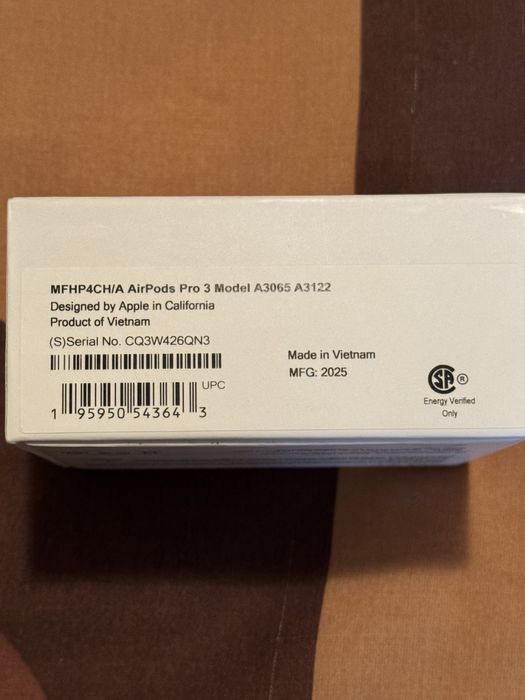 MFHP4CH/A AirPods Pro 3 Model A3065 A3122
Designed by Apple in California
Product of Vietnam
(S)Serial No. CQ3W426QN3
UPC
1 95950 54364 3
Made in Vietnam
MFG: 2025
SA ®
Energy Verified
Only